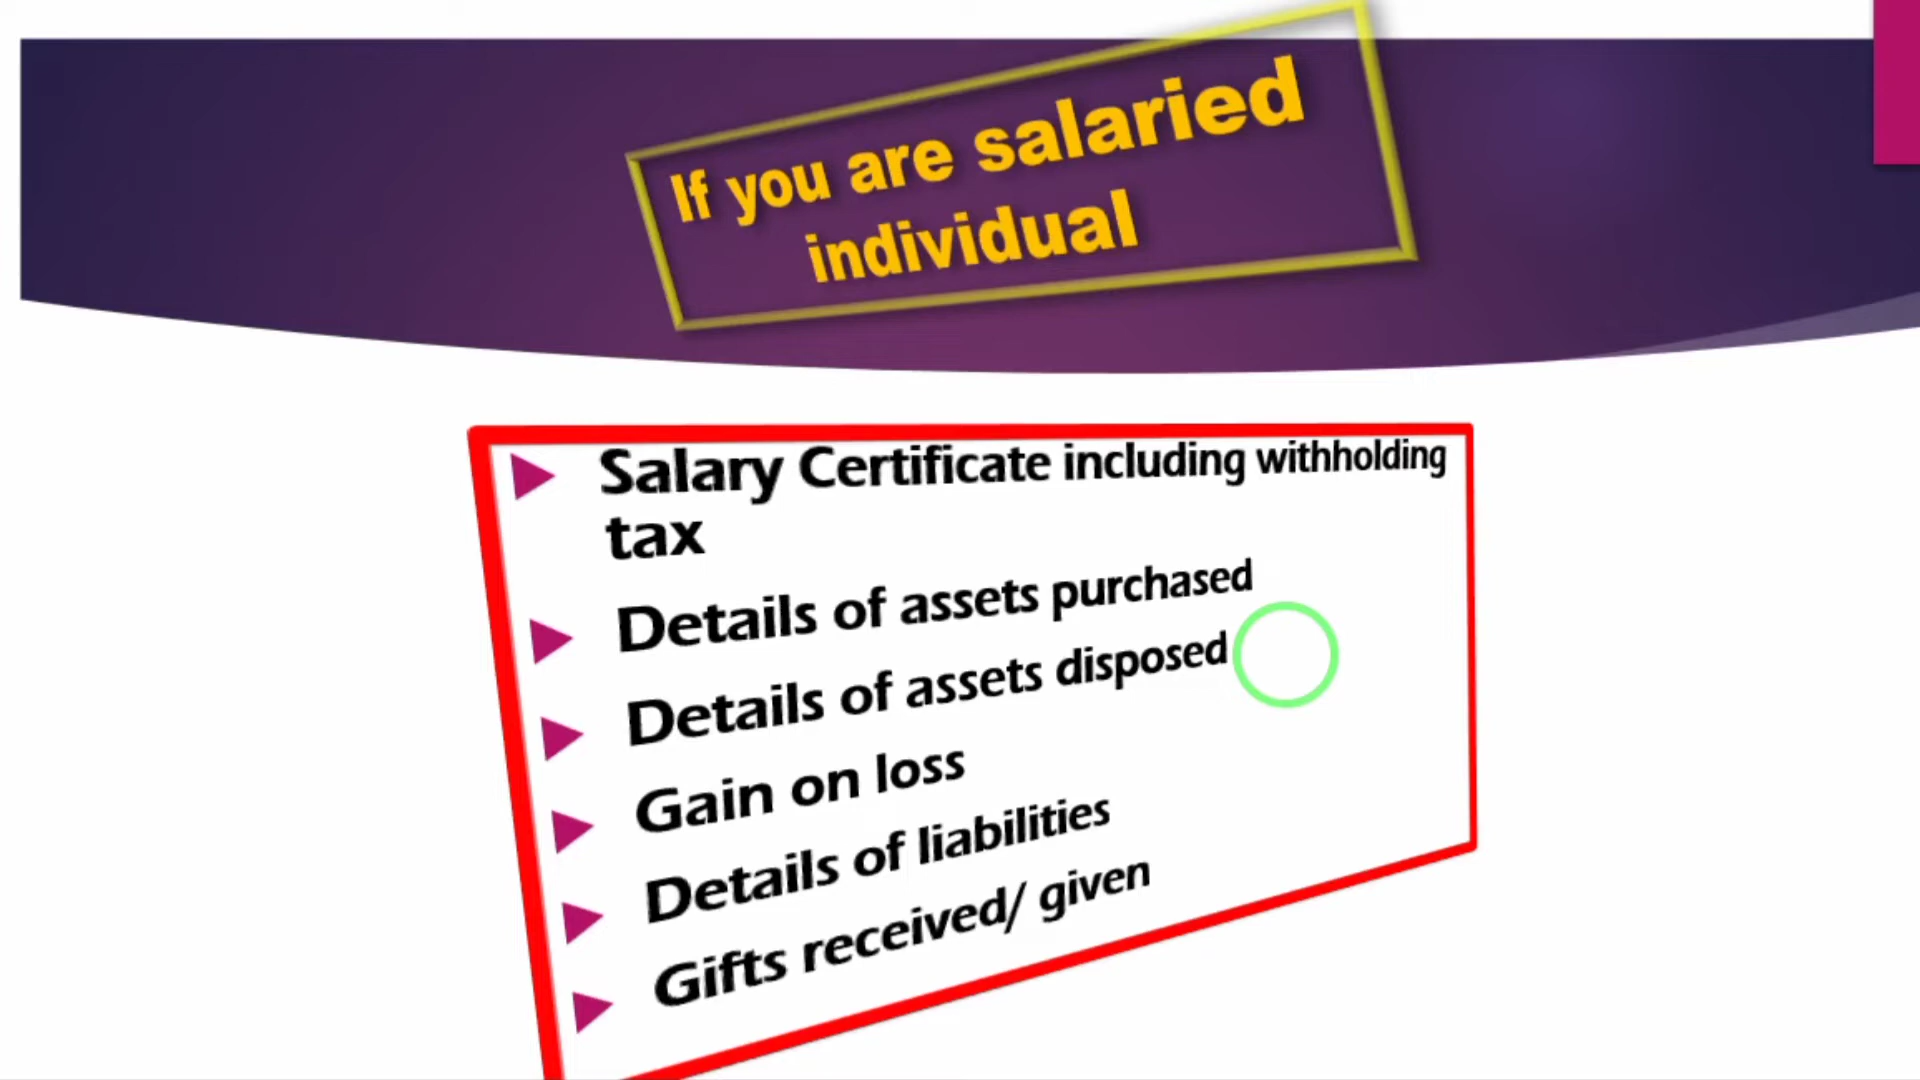 If you are salaried
individual
Salary Certificate including withholding
tax
Details of assets purchased
Details of assets disposed
Gain on loss
Details of liabilities
Gifts received/ given